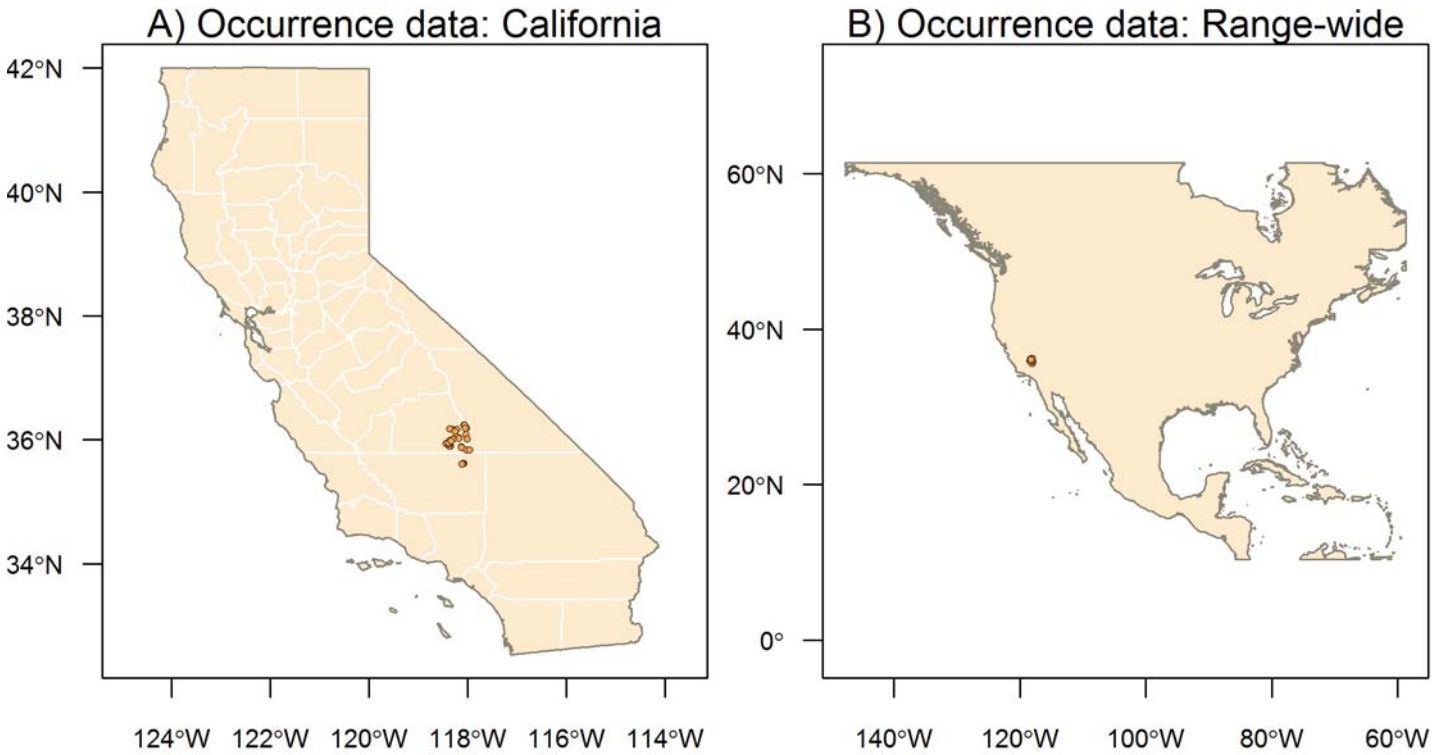 A) Occurrence data: California
42°N
40°N
38°N
36°N
34°N
124°W 122°W 120°W 118°W 116°W 114°W
B) Occurrence data: Range-wide
60°N
40°N
20°N
0°
140°W 120°W 100°W 80°W 60°W